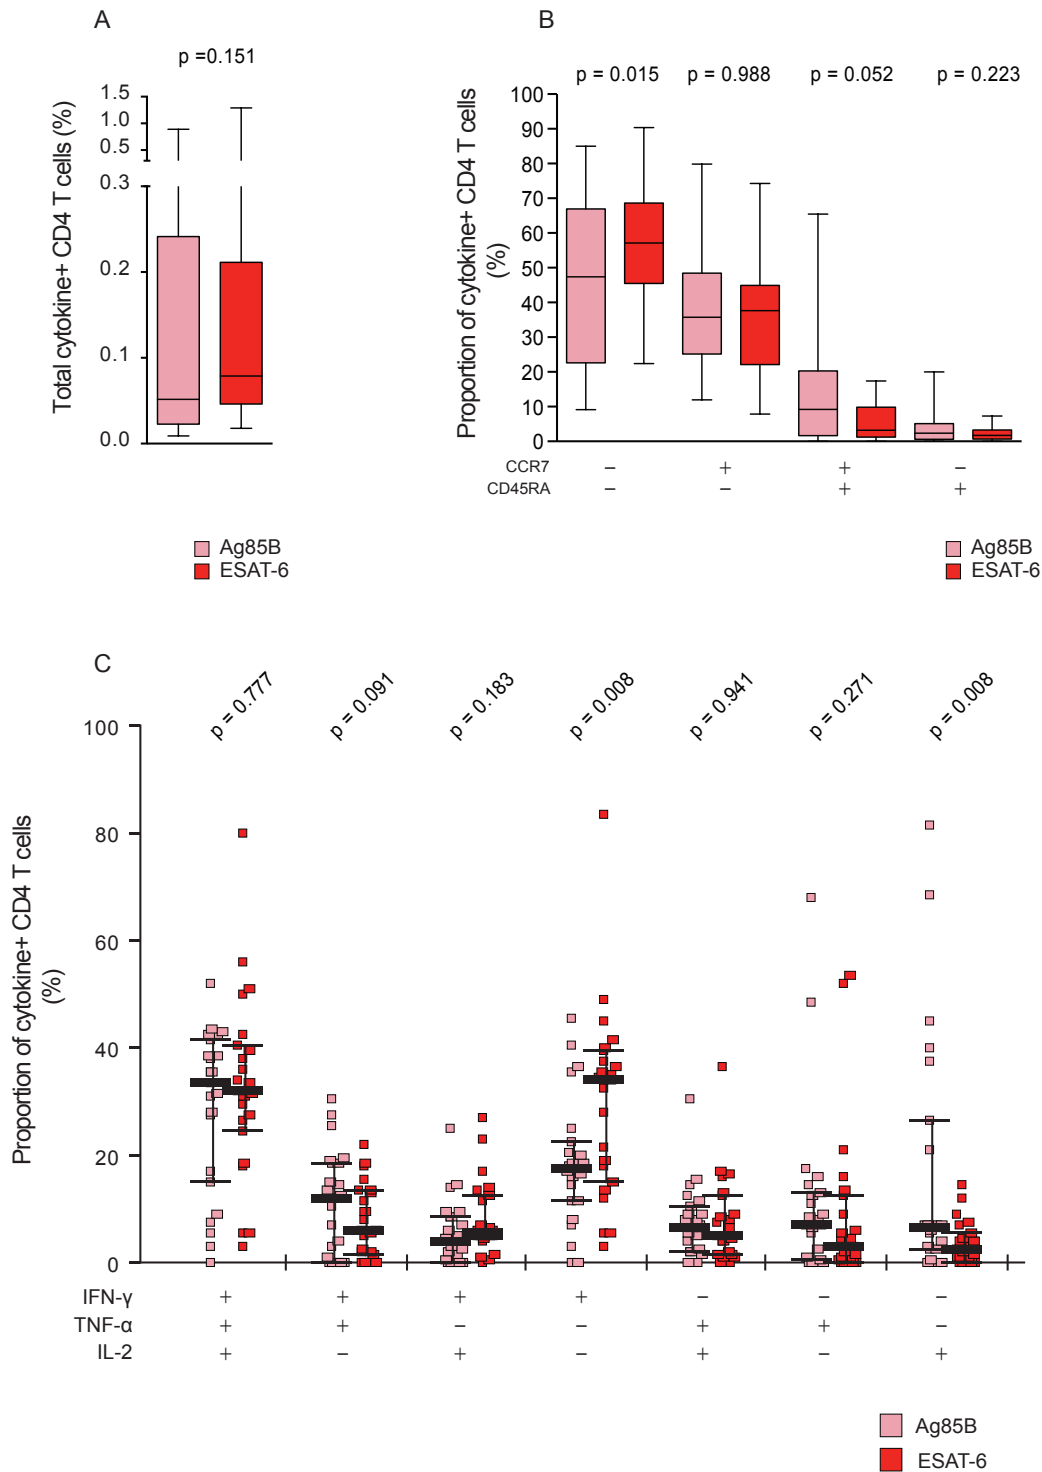 A
p =0.151
Total cytokine+ CD4 T cells (%)
1.5
1.0
0.5
0.3
0.2
0.1
0.0
Ag85B
ESAT-6
B
p = 0.015 p = 0.988 p = 0.052 p = 0.223
Proportion of cytokine+ CD4 T cells
(%)
100
90
80
70
60
50
40
30
20
10
0
CCR7 – + + –
CD45RA – – + +
Ag85B
ESAT-6
C
p = 0.777 p = 0.091 p = 0.183 p = 0.008 p = 0.941 p = 0.271 p = 0.008
Proportion of cytokine+ CD4 T cells
(%)
100
80
60
40
20
0
IFN-γ + + + + – – –
TNF-α + + – – + + –
IL-2 + – + – + – +
Ag85B
ESAT-6